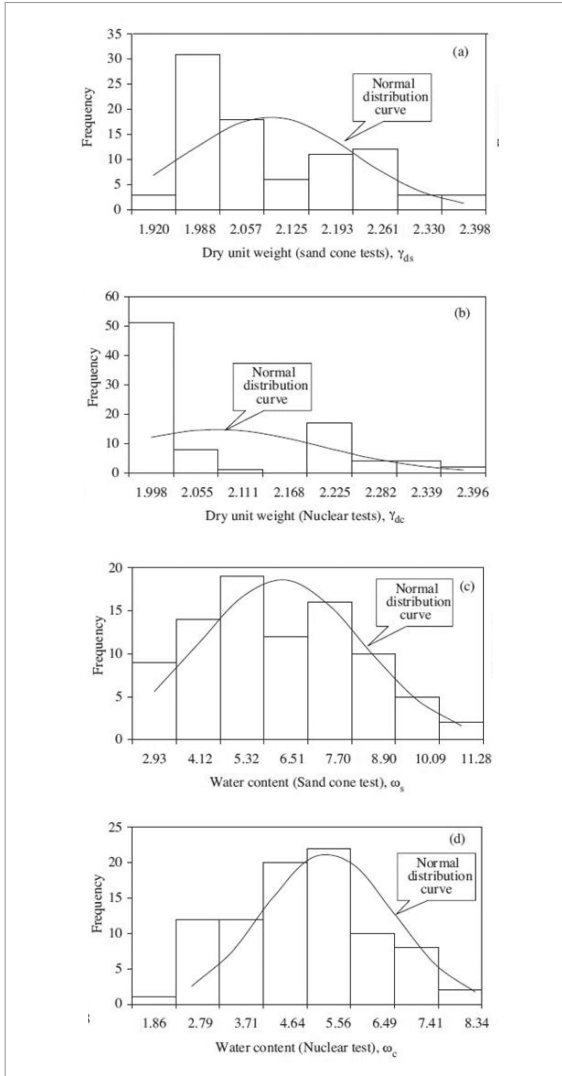 35
30
25
20
15
10
5
0
Frequency
(a)
Normal
distribution
curve
1.920 1.988 2.057 2.125 2.193 2.261 2.330 2.398
Dry unit weight (sand cone tests), γds
60
50
40
30
20
10
0
Frequency
(b)
Normal
distribution
curve
1.998 2.055 2.111 2.168 2.225 2.282 2.339 2.396
Dry unit weight (Nuclear tests), γdc
20
15
10
5
0
Frequency
(c)
Normal
distribution
curve
2.93 4.12 5.32 6.51 7.70 8.90 10.09 11.28
Water content (Sand cone test), ωs
25
20
15
10
5
0
Frequency
(d)
Normal
distribution
curve
1.86 2.79 3.71 4.64 5.56 6.49 7.41 8.34
Water content (Nuclear test), ωc